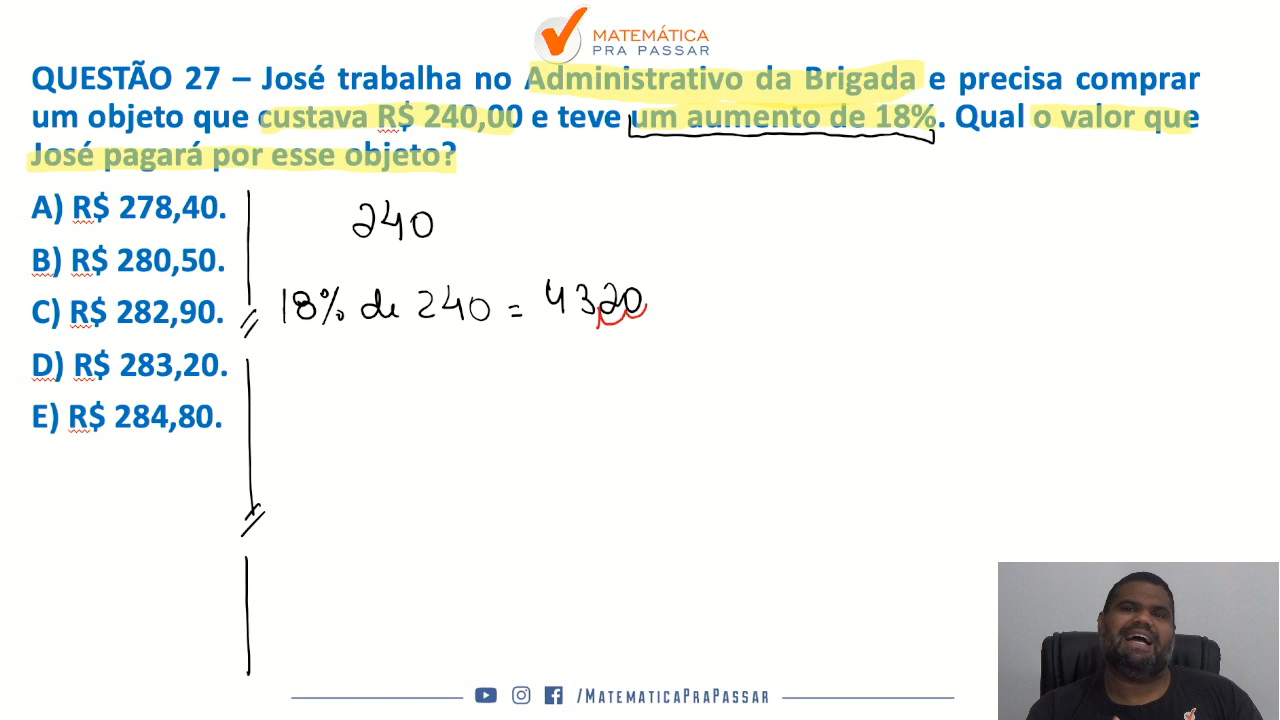 MATEMÁTICA
PRA PASSAR
QUESTÃO 27 – José trabalha no Administrativo da Brigada e precisa comprar
um objeto que custava R$ 240,00 e teve um aumento de 18%. Qual o valor que
José pagará por esse objeto?
A) R$ 278,40.
B) R$ 280,50.
C) R$ 282,90.
D) R$ 283,20.
E) R$ 284,80.
240
18% de 240 = 4320
/MATEMATICAPRAPASSAR